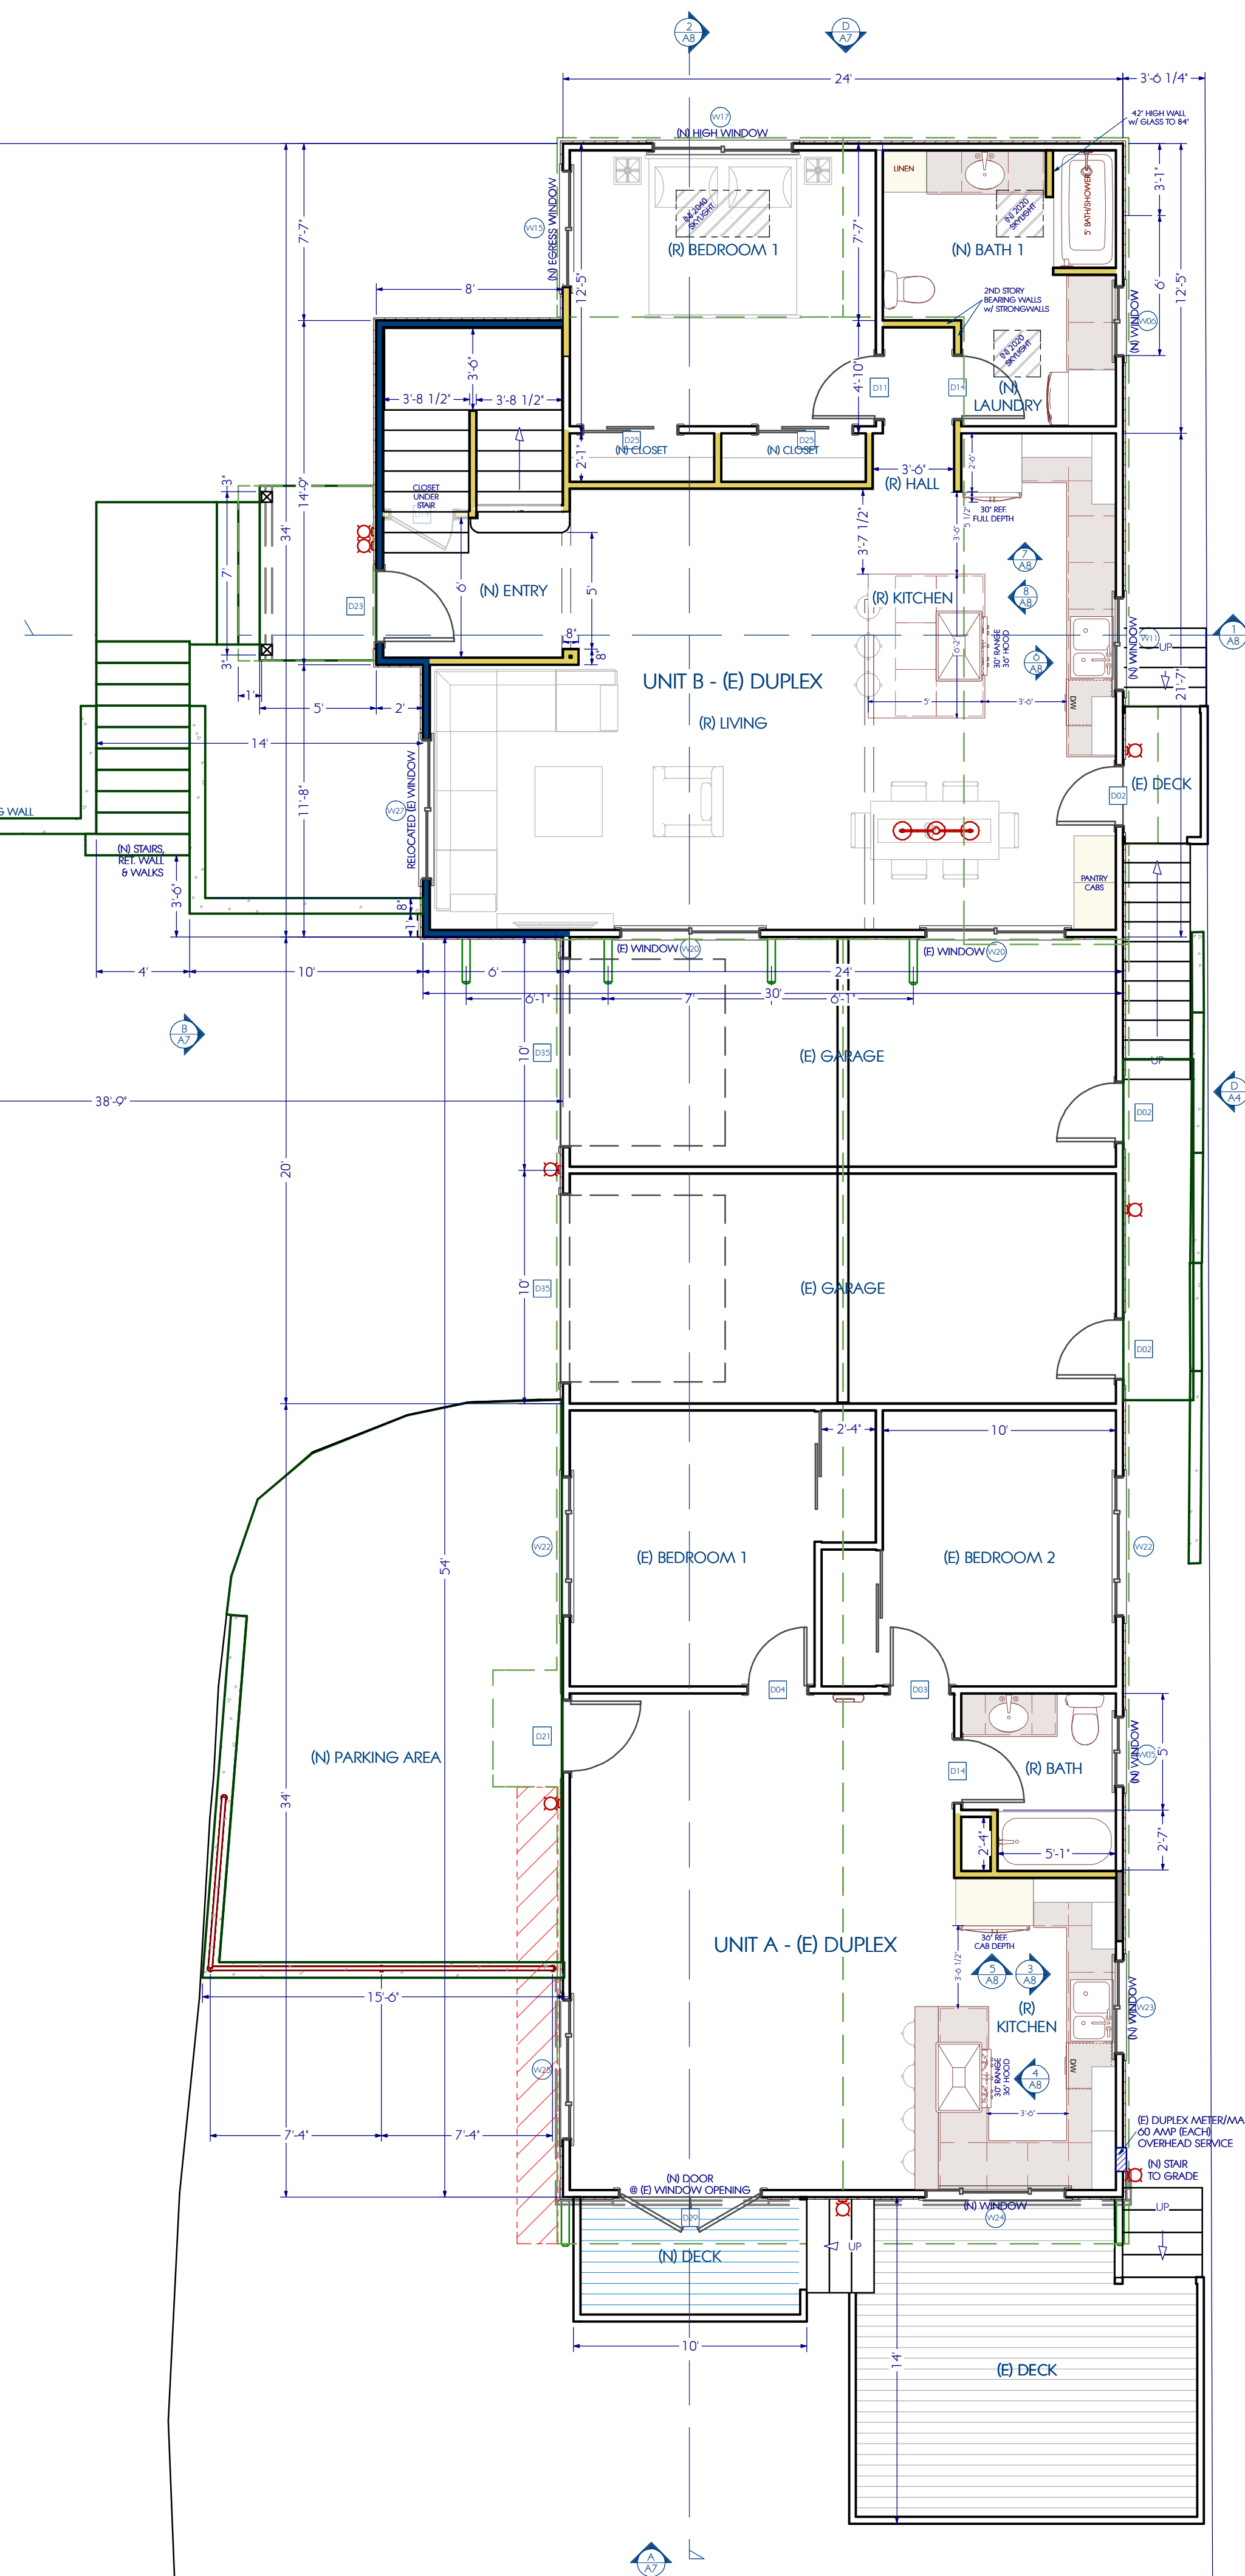 2
A8
D
A7
24'
3'-6 1/4"
42" HIGH WALL
w/ GLASS TO 84"
W17
(N) HIGH WINDOW
LINEN
5' BATH/SHOWER
3'-1"
7'-7"
W15
(N) EGRESS WINDOW
(N) 2040
SKYLIGHT
(N) 2020
SKYLIGHT
7'-7"
(R) BEDROOM 1
(N) BATH 1
12'-5"
12'-5"
6'
8'
2ND STORY
BEARING WALLS
w/ STRONGWALLS
(N) WINDOW
W06
3'-6"
(N) 2020
SKYLIGHT
4'-10"
D11
D14
(N)
LAUNDRY
3'-8 1/2"
3'-8 1/2"
D25
D25
(N) CLOSET
(N) CLOSET
2'-1"
3'-6"
(R) HALL
2'-6"
3"
14'-9"
34'
CLOSET
UNDER
STAIR
UP
30" REF.
FULL DEPTH
5 1/2"
3'-6"
3'-7 1/2"
7
A8
7'
6'
5'
(N) ENTRY
(R) KITCHEN
8
A8
D23
8"
8"
30" RANGE
36" HOOD
6'-2"
(N) WINDOW
W11
UP
1
A8
6
A8
3"
UNIT B - (E) DUPLEX
1'
5'
2'
5'
3'-6"
DW
21'-7"
(R) LIVING
14'
RELOCATED (E) WINDOW
W27
11'-8"
D02
(E) DECK
G WALL
(N) STAIRS,
RET. WALL
& WALKS
3'-6"
8"
1'
PANTRY
CABS
(E) WINDOW
W20
(E) WINDOW
W20
4'
10'
6'
24'
30'
6'-1"
7'
6'-1"
B
A7
D35
10'
(E) GARAGE
UP
38'-9"
D
A4
D02
20'
10'
D35
(E) GARAGE
D02
2'-4"
10'
54'
W22
(E) BEDROOM 1
(E) BEDROOM 2
W22
D04
D03
D21
(N) PARKING AREA
34'
D14
(R) BATH
(N) WINDOW
W05
5'
2'-4"
5'-1"
2'-7"
UNIT A - (E) DUPLEX
36" REF.
CAB DEPTH
3'-6 1/2"
5
A8
3
A8
15'-6"
(R)
KITCHEN
(N) WINDOW
W23
DW
30" RANGE
36" HOOD
4
A8
3'-6"
7'-4"
7'-4"
(E) DUPLEX METER/MA
60 AMP (EACH)
OVERHEAD SERVICE
(N) STAIR
TO GRADE
(N) DOOR
@ (E) WINDOW OPENING
D29
(N) WINDOW
W24
UP
(N) DECK
UP
10'
14'
(E) DECK
A
A7